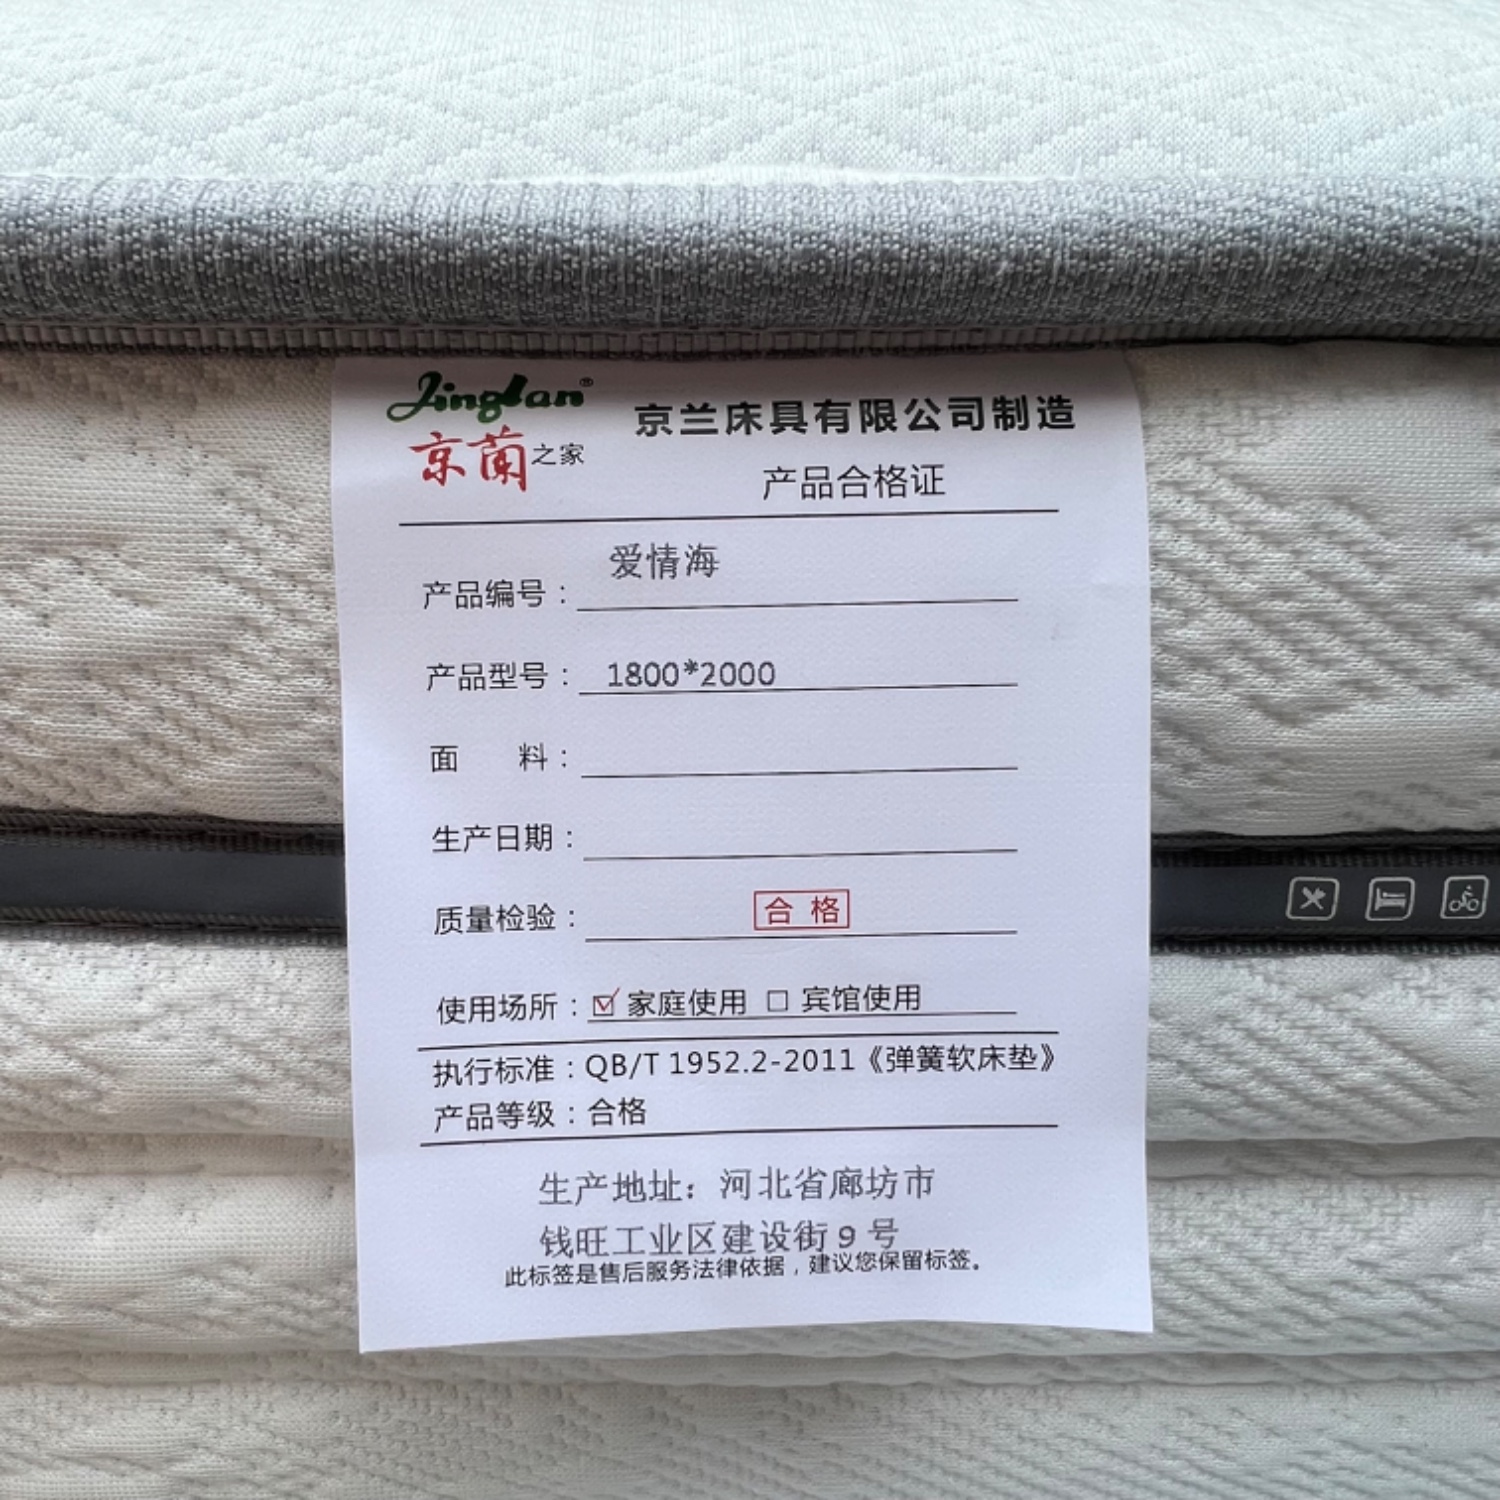 Jinglan®
京蘭之家
京兰床具有限公司制造
产品合格证
产品编号：爱情海
产品型号：1800*2000
面 料：
生产日期：
质量检验：合格
使用场所：☑ 家庭使用 □ 宾馆使用
执行标准：QB/T 1952.2-2011《弹簧软床垫》
产品等级：合格
生产地址：河北省廊坊市
钱旺工业区建设街9号
此标签是售后服务法律依据，建议您保留标签。